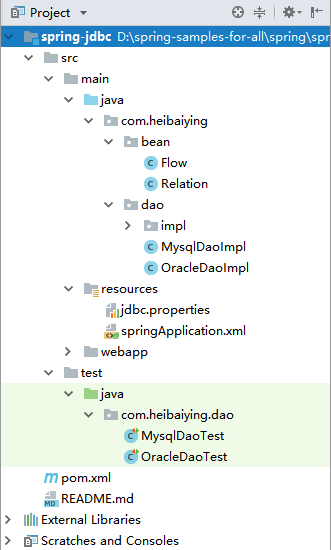 Project
spring-jdbc D:\spring-samples-for-all\spring\spr
src
main
java
com.heibaiying
bean
Flow
Relation
dao
impl
MysqlDaoImpl
OracleDaoImpl
resources
jdbc.properties
springApplication.xml
webapp
test
java
com.heibaiying.dao
MysqlDaoTest
OracleDaoTest
m pom.xml
MD README.md
External Libraries
Scratches and Consoles